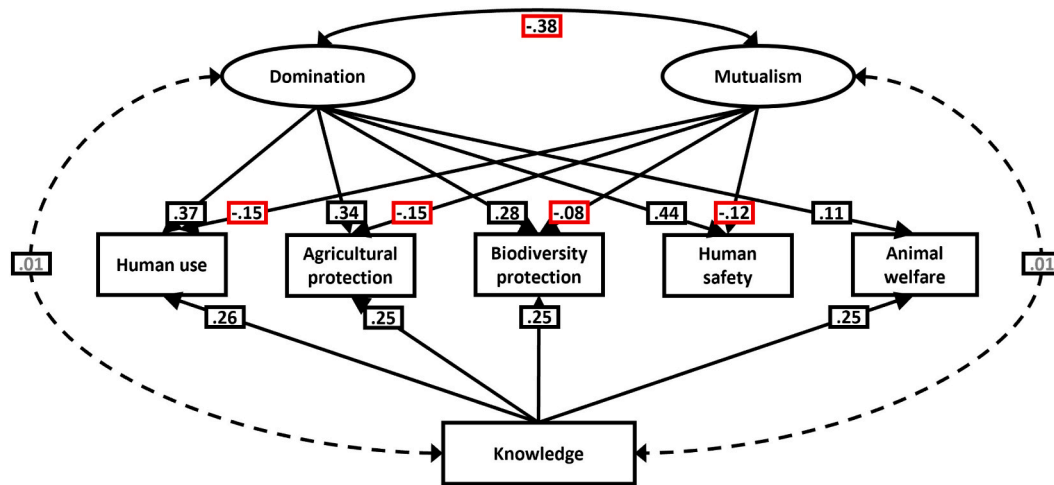 -.38
Domination
Mutualism
.37
-.15
.34
-.15
.28
-.08
.44
-.12
.11
.01
Human use
Agricultural
protection
Biodiversity
protection
Human
safety
Animal
welfare
.01
.26
.25
.25
.25
Knowledge